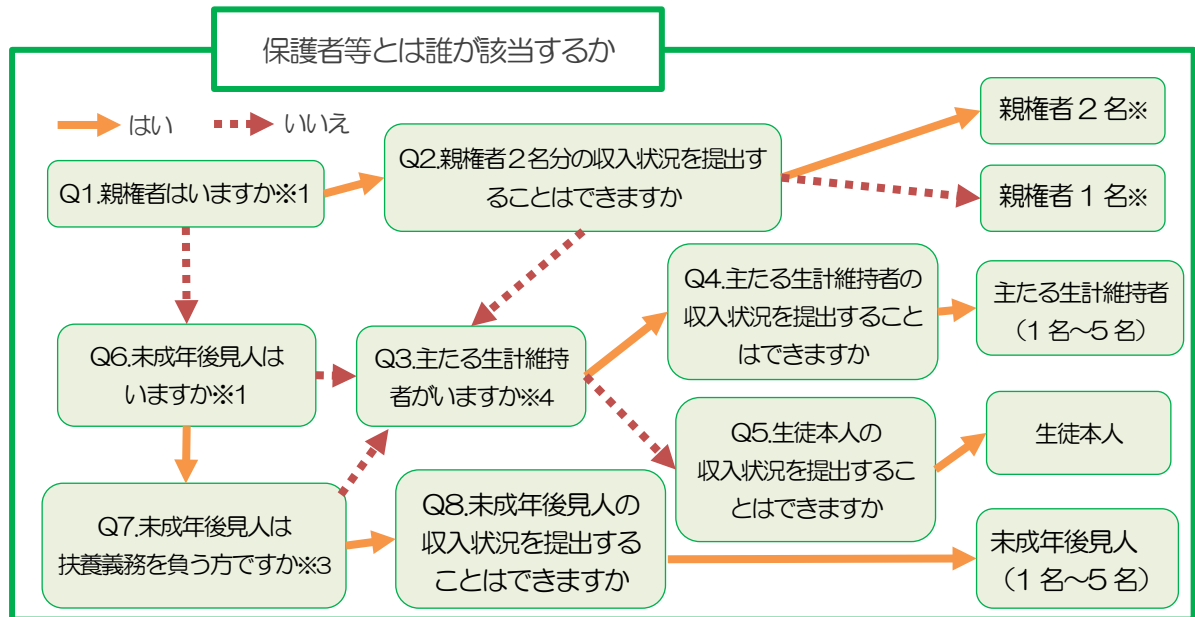 保護者等とは誰が該当するか
はい
いいえ
Q1.親権者はいますか※1
Q2.親権者２名分の収入状況を提出す
ることはできますか
親権者２名※
親権者１名※
Q6.未成年後見人は
いますか※1
Q3.主たる生計維持
者がいますか※4
Q4.主たる生計維持者の
収入状況を提出すること
はできますか
主たる生計維持者
（１名～５名）
Q5.生徒本人の
収入状況を提出するこ
とはできますか
生徒本人
Q7.未成年後見人は
扶養義務を負う方ですか※3
Q8.未成年後見人の
収入状況を提出する
ことはできますか
未成年後見人
（１名～５名）